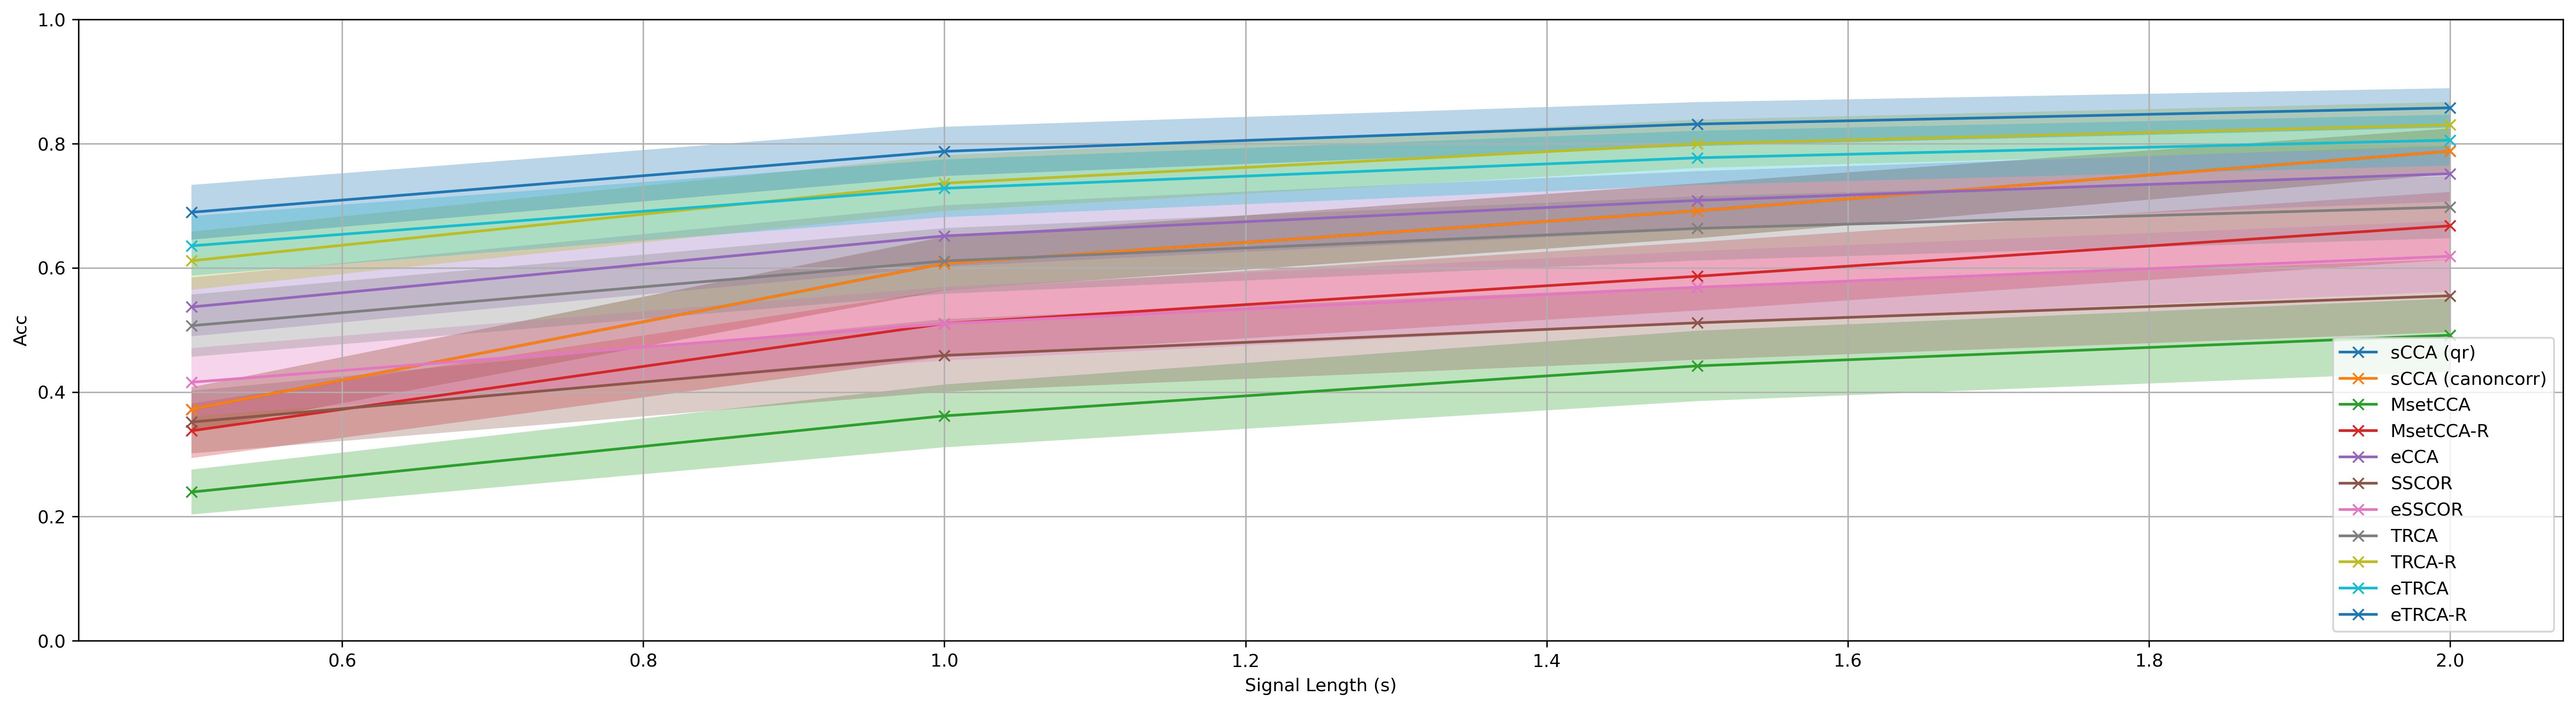 1.0
0.8
0.6
0.4
0.2
0.0
Acc
0.6 0.8 1.0 1.2 1.4 1.6 1.8 2.0
Signal Length (s)
sCCA (qr)
sCCA (canoncorr)
MsetCCA
MsetCCA-R
eCCA
SSCOR
eSSCOR
TRCA
TRCA-R
eTRCA
eTRCA-R